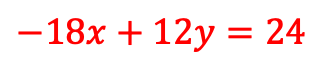 −18x + 12y = 24